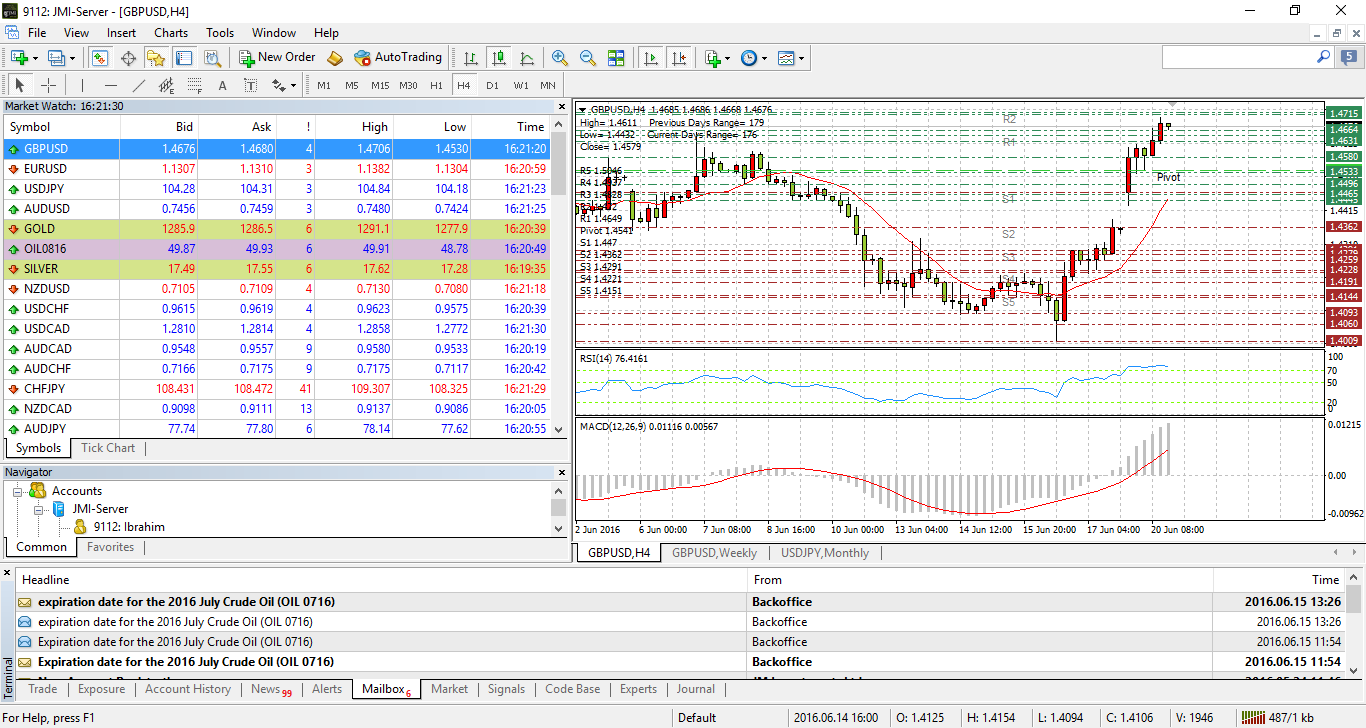 9112: JMI-Server - [GBPUSD,H4]
File View Insert Charts Tools Window Help
New Order AutoTrading 5
A T M1 M5 M15 M30 H1 H4 D1 W1 MN
Market Watch: 16:21:30
Symbol Bid Ask ! High Low Time
GBPUSD 1.4676 1.4680 4 1.4706 1.4530 16:21:20
EURUSD 1.1307 1.1310 3 1.1382 1.1304 16:20:59
USDJPY 104.28 104.31 3 104.84 104.18 16:21:23
AUDUSD 0.7456 0.7459 3 0.7480 0.7424 16:21:25
GOLD 1285.9 1286.5 6 1291.1 1277.9 16:20:39
OIL0816 49.87 49.93 6 49.91 48.78 16:20:49
SILVER 17.49 17.55 6 17.62 17.28 16:19:35
NZDUSD 0.7105 0.7109 4 0.7130 0.7080 16:21:18
USDCHF 0.9615 0.9619 4 0.9623 0.9575 16:20:39
USDCAD 1.2810 1.2814 4 1.2858 1.2772 16:21:30
AUDCAD 0.9548 0.9557 9 0.9580 0.9533 16:20:19
AUDCHF 0.7166 0.7175 9 0.7175 0.7117 16:20:42
CHFJPY 108.431 108.472 41 109.307 108.325 16:21:29
NZDCAD 0.9098 0.9111 13 0.9137 0.9086 16:20:05
AUDJPY 77.74 77.80 6 78.14 77.62 16:20:55
Symbols Tick Chart
Navigator
Accounts
JMI-Server
9112: Ibrahim
Common Favorites
GBPUSD,H4 1.4685 1.4686 1.4668 1.4676
High= 1.4611 Previous Days Range= 179
Low= 1.4432 Current Days Range= 176
Close= 1.4579
R5 1.5046
R1 1.4649
Pivot 1.4541
S1 1.447
S2 1.4362
S3 1.4291
S4 1.4221
S5 1.4151
R2
R1
Pivot
S1
S2
S3
S4
S5
1.4715
1.4664
1.4631
1.4580
1.4533
1.4496
1.4465
1.4415
1.4362
1.4259
1.4228
1.4191
1.4144
1.4093
1.4060
1.4009
RSI(14) 76.4161
100
70
50
20
0
MACD(12,26,9) 0.01116 0.00567
0.01215
0.00
-0.00962
2 Jun 2016 6 Jun 00:00 7 Jun 08:00 8 Jun 16:00 10 Jun 00:00 13 Jun 04:00 14 Jun 12:00 15 Jun 20:00 17 Jun 04:00 20 Jun 08:00
GBPUSD,H4 GBPUSD,Weekly USDJPY,Monthly
Headline From Time
expiration date for the 2016 July Crude Oil (OIL 0716) Backoffice 2016.06.15 13:26
expiration date for the 2016 July Crude Oil (OIL 0716) Backoffice 2016.06.15 13:26
Expiration date for the 2016 July Crude Oil (OIL 0716) Backoffice 2016.06.15 11:54
Expiration date for the 2016 July Crude Oil (OIL 0716) Backoffice 2016.06.15 11:54
Terminal
Trade Exposure Account History News 99 Alerts Mailbox 6 Market Signals Code Base Experts Journal
For Help, press F1 Default 2016.06.14 16:00 O: 1.4125 H: 1.4154 L: 1.4094 C: 1.4106 V: 1946 487/1 kb